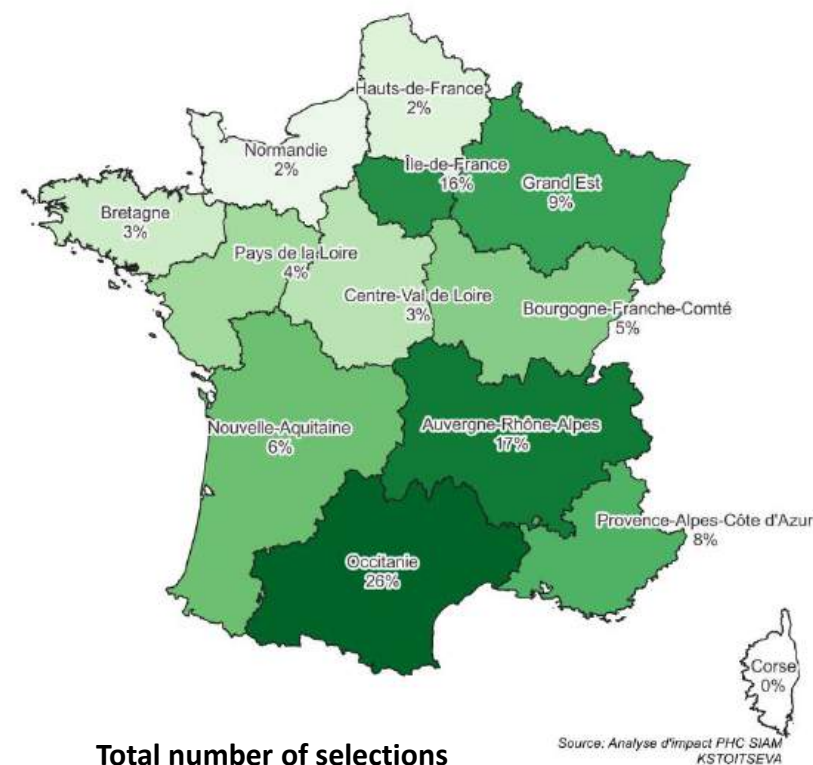 Hauts-de-France
2%
Normandie
2%
Île-de-France
16%
Grand Est
9%
Bretagne
3%
Pays de la Loire
4%
Centre-Val de Loire
3%
Bourgogne-Franche-Comté
5%
Nouvelle-Aquitaine
6%
Auvergne-Rhône-Alpes
17%
Provence-Alpes-Côte d'Azur
8%
Occitanie
26%
Corse
0%
Total number of selections
Source: Analyse d'impact PHC SIAM
KSTOITSEVA